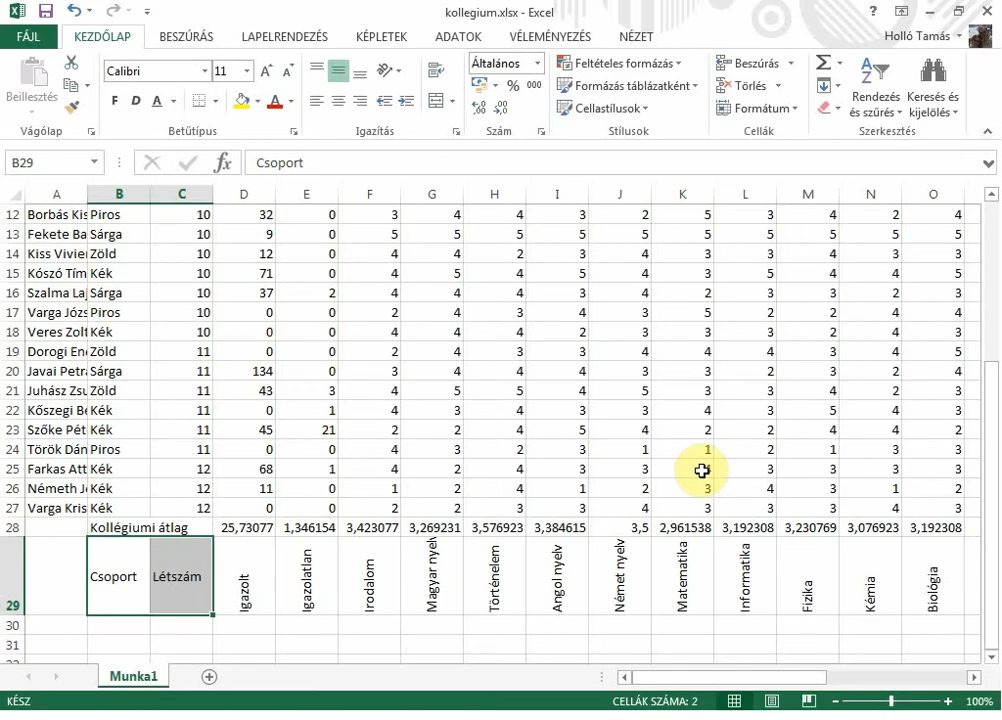 kollegium.xlsx - Excel
FÁJL KEZDŐLAP BESZÚRÁS LAPELRENDEZÉS KÉPLETEK ADATOK VÉLEMÉNYEZÉS NÉZET Holló Tamás
Beillesztés Calibri 11 Általános Feltételes formázás Beszúrás
F D A % 000 Formázás táblázatként Törlés Rendezés és szűrés Keresés és kijelölés
Cellastílusok Formátum
Vágólap Betűtípus Igazítás Szám Stílusok Cellák Szerkesztés
B29 fx Csoport
A B C D E F G H I J K L M N O
12 Borbás Kis Piros 10 32 0 3 4 4 3 2 5 3 4 2 4
13 Fekete Ba Sárga 10 9 0 5 5 5 5 5 5 5 5 5 5
14 Kiss Vivie Zöld 10 12 0 4 4 2 3 4 3 3 4 3 3
15 Kószó Tím Kék 10 71 0 4 5 4 5 4 3 5 4 4 5
16 Szalma Laj Sárga 10 37 2 4 4 3 4 2 3 3 2 3
17 Varga Józs Piros 10 0 0 2 4 3 4 3 5 2 2 4 4
18 Veres Zolt Kék 10 0 0 4 4 4 2 3 3 3 2 4 3
19 Dorogi En Zöld 11 0 0 2 4 3 3 4 4 4 3 4 5
20 Javai Petr Sárga 11 134 0 3 4 4 4 4 3 2 3 2 4
21 Juhász Zsu Zöld 11 43 3 4 5 5 4 5 3 3 4 2 3
22 Kőszegi Be Kék 11 0 1 4 3 4 3 3 4 3 5 4 3
23 Szőke Pét Kék 11 45 21 2 2 4 5 4 2 2 4 2 3
24 Török Dán Piros 11 0 0 4 3 2 3 1 1 2 1 3 3
25 Farkas Att Kék 12 68 1 4 2 4 3 3 3 3 3 3
26 Németh J Kék 12 11 0 1 2 4 1 2 3 4 3 1 2
27 Varga Kris Kék 12 0 0 2 2 3 3 4 3 3 3 3 3
28 Kollégiumi átlag 25,73077 1,346154 3,423077 3,269231 3,576923 3,384615 3,5 2,961538 3,192308 3,230769 3,076923 3,192308
29 Csoport Létszám Igazolt Igazolatlan Irodalom Magyar nyelv Történelem Angol nyelv Német nyelv Matematika Informatika Fizika Kémia Biológia
30
31
Munka1
KÉSZ CELLÁK SZÁMA: 2 100%